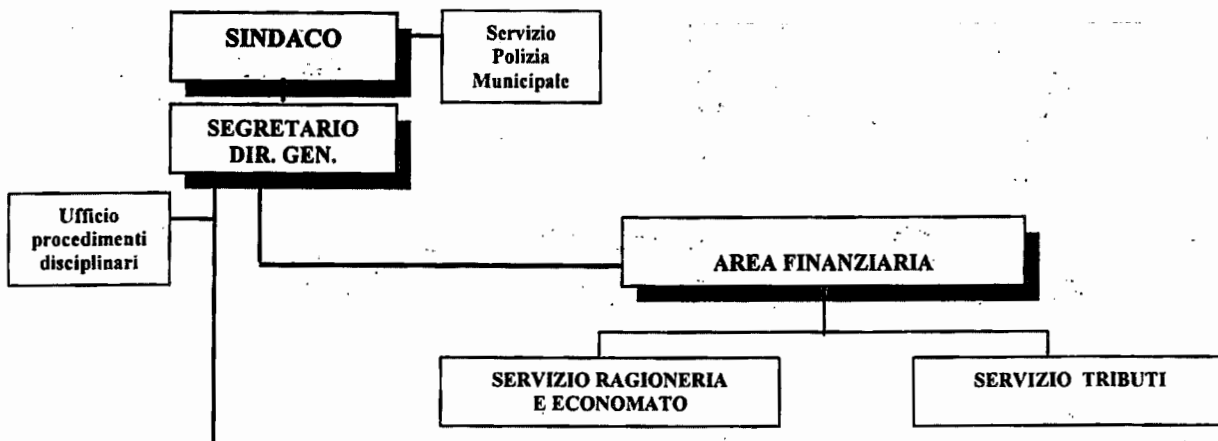 SINDACO
Servizio
Polizia
Municipale
SEGRETARIO
DIR. GEN.
Ufficio
procedimenti
disciplinari
AREA FINANZIARIA
SERVIZIO RAGIONERIA
E ECONOMATO
SERVIZIO TRIBUTI